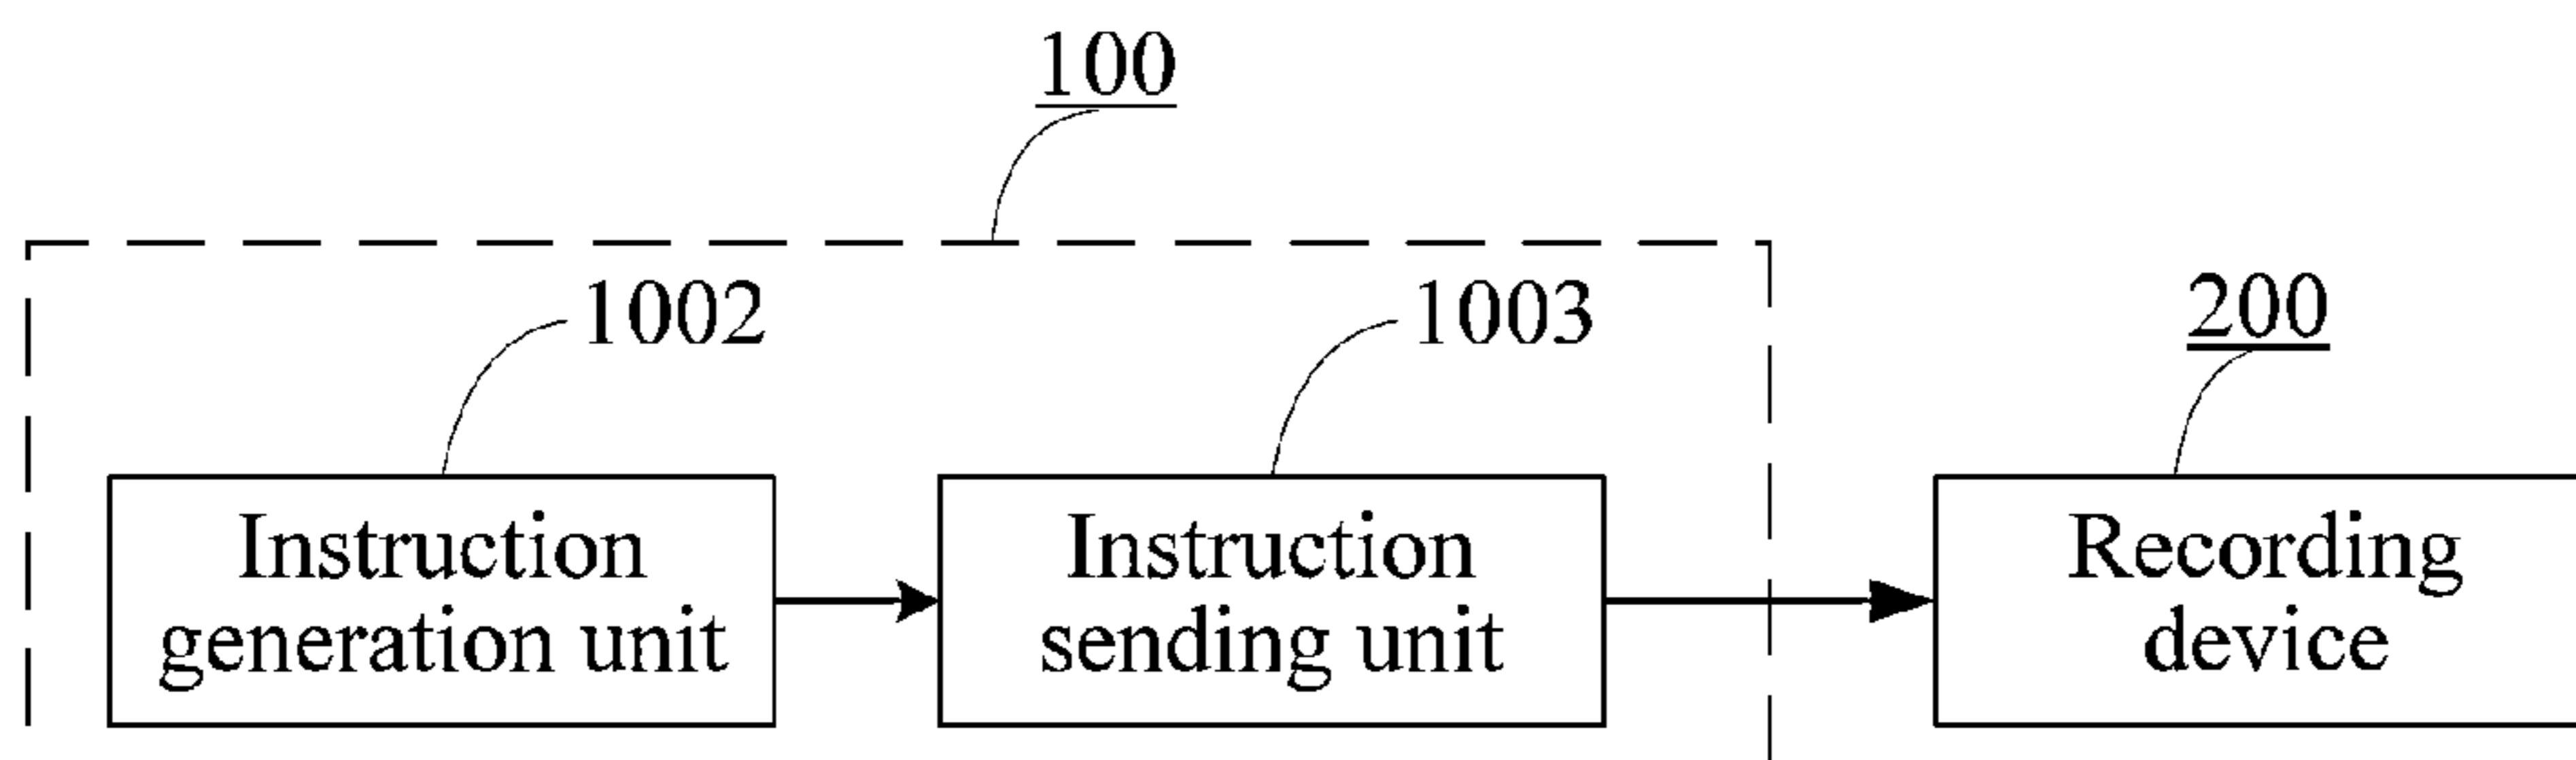 100
1002
1003
200
Instruction
generation unit
Instruction
sending unit
Recording
device